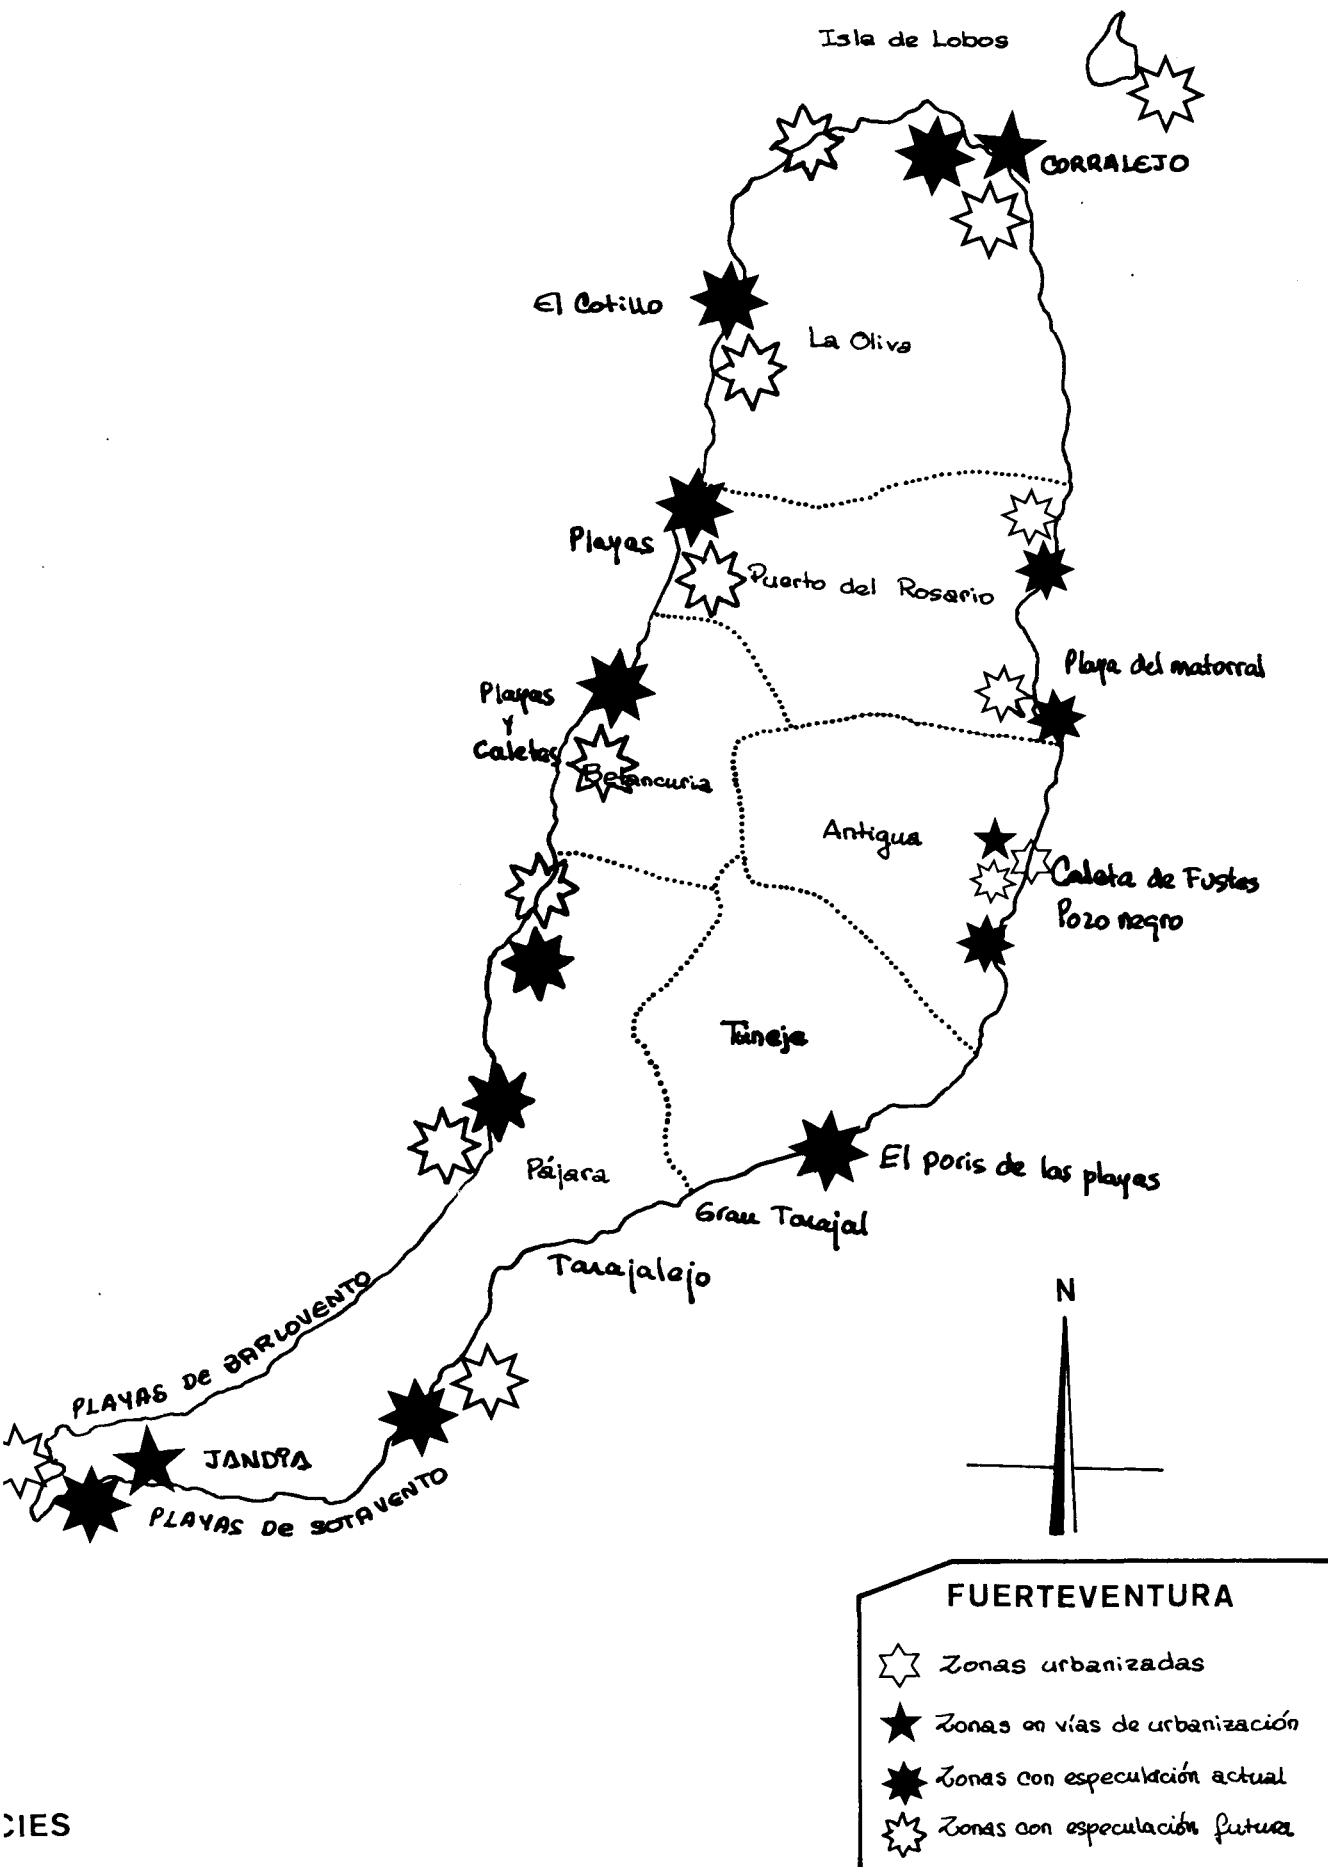 Isla de Lobos
CORRALEJO
El Cotillo
La Oliva
Playas
Puerto del Rosario
Playa del matorral
Playas
y
Caletas
Betancuria
Antigua
Caleta de Fustes
Pozo negro
Tuineje
Pájara
El poris de las playas
Gran Tarajal
Tarajalejo
PLAYAS DE BARLOVENTO
JANDIA
PLAYAS DE SOTAVENTO
N
FUERTEVENTURA
Zonas urbanizadas
Zonas en vías de urbanización
Zonas con especulación actual
Zonas con especulación futura
CIES